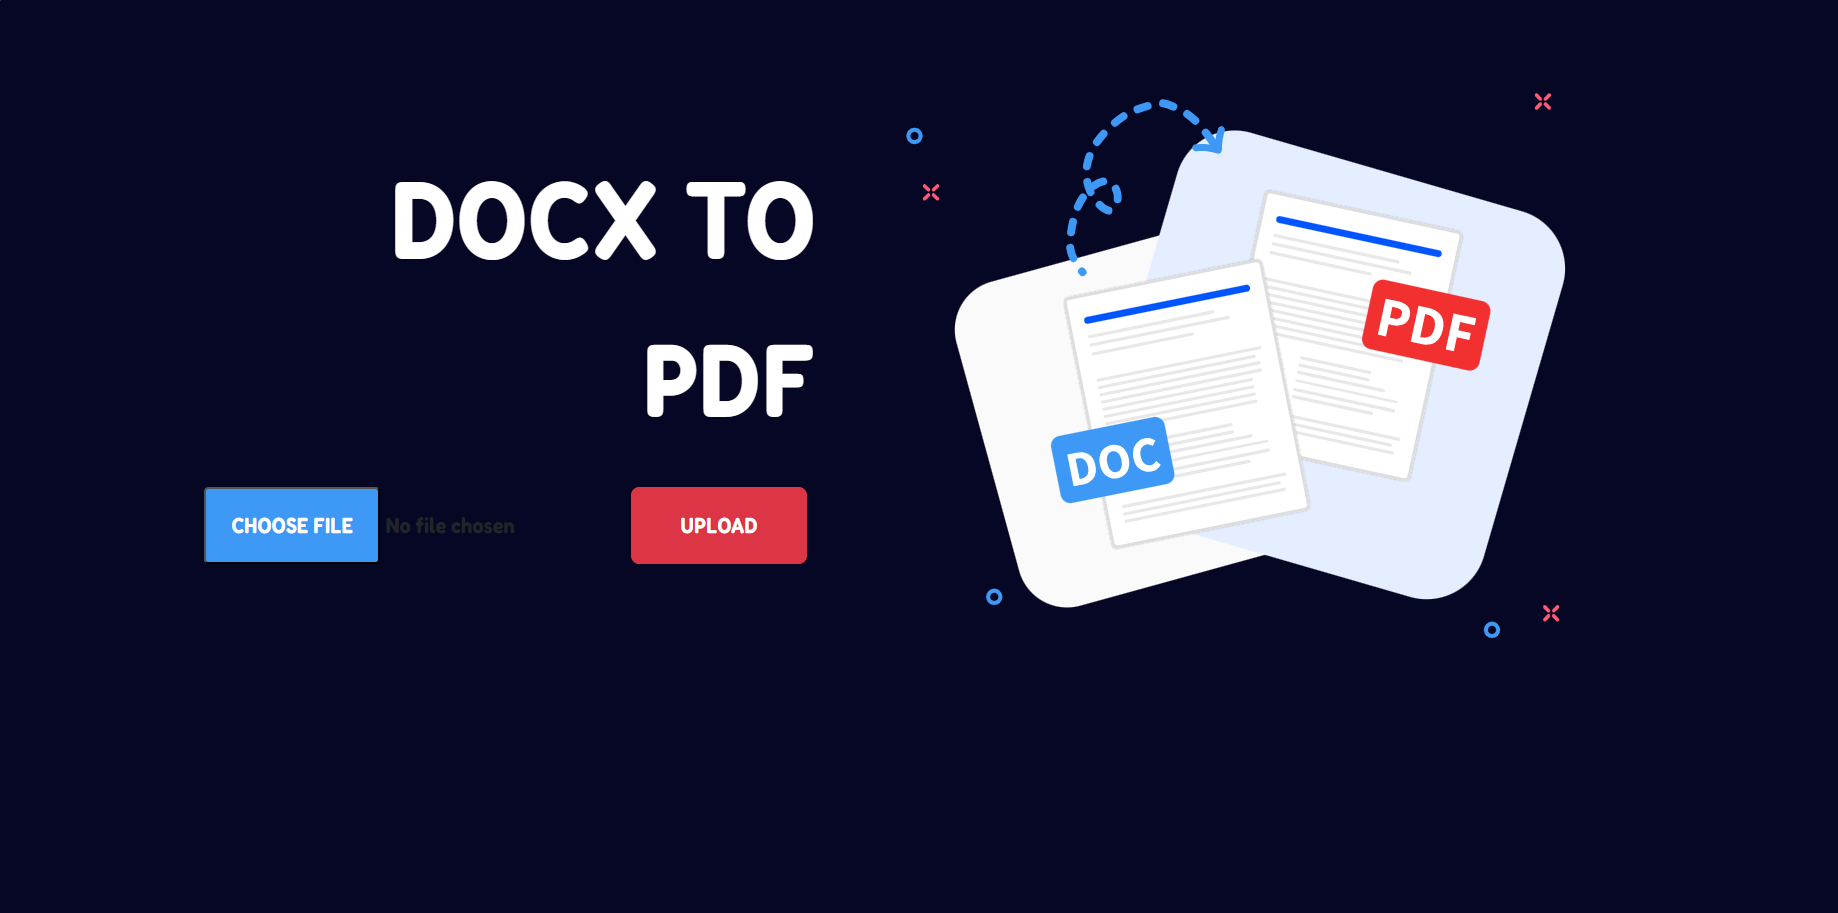 DOCX TO
PDF
CHOOSE FILE No file chosen
UPLOAD
PDF
DOC